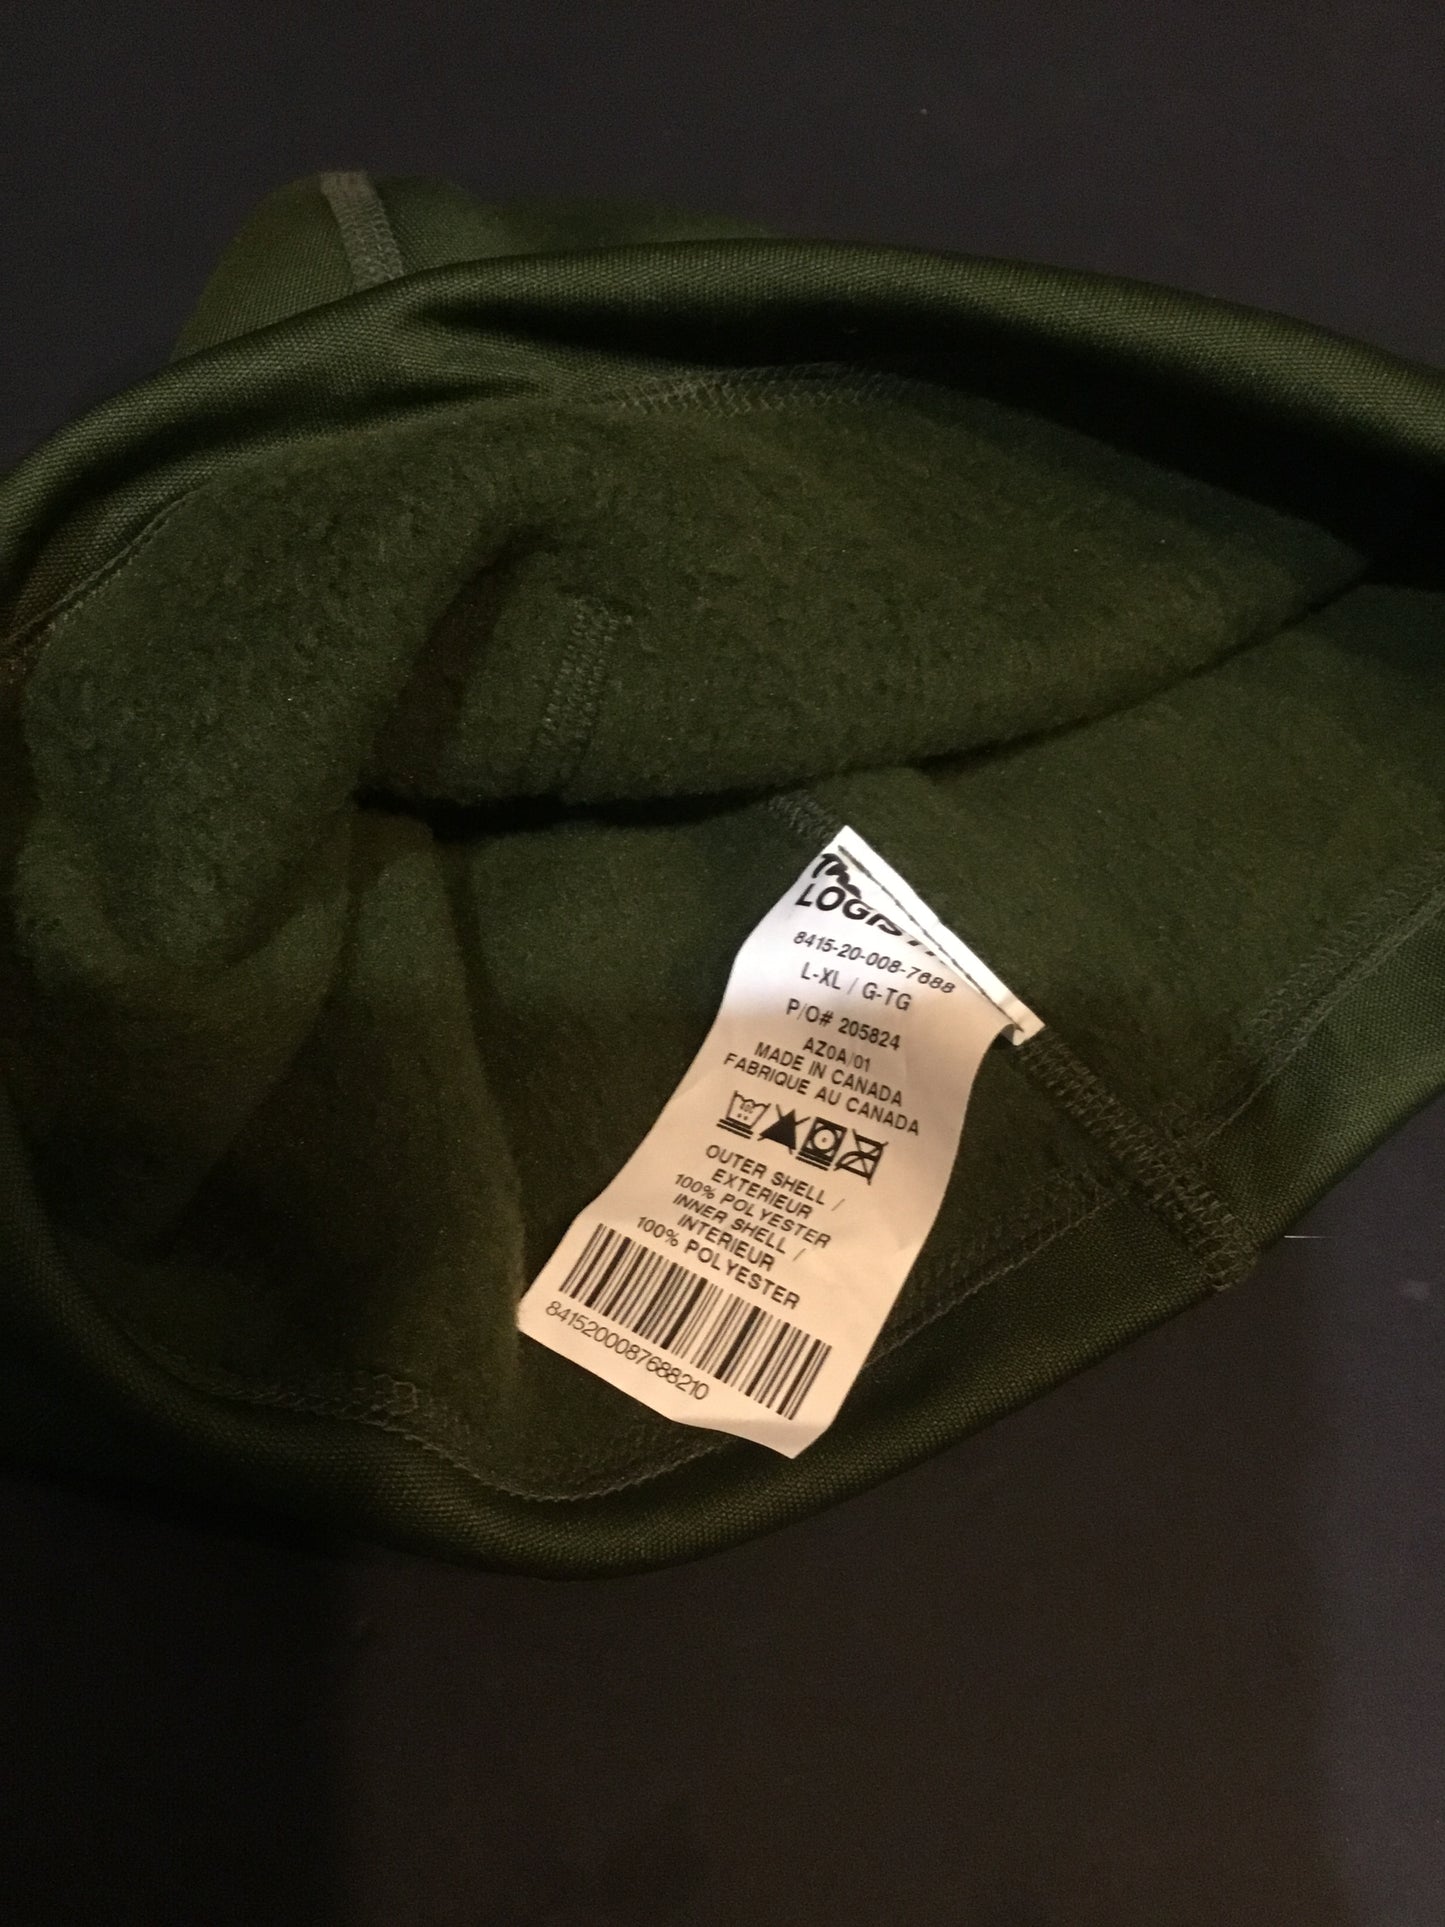 The
LOGIST
8415-20-008-7688
L-XL / G-TG
P/O# 205824
AZ0A/01
MADE IN CANADA
FABRIQUE AU CANADA
OUTER SHELL /
EXTERIEUR
100% POLYESTER
INNER SHELL /
INTERIEUR
100% POLYESTER
8415200087688210